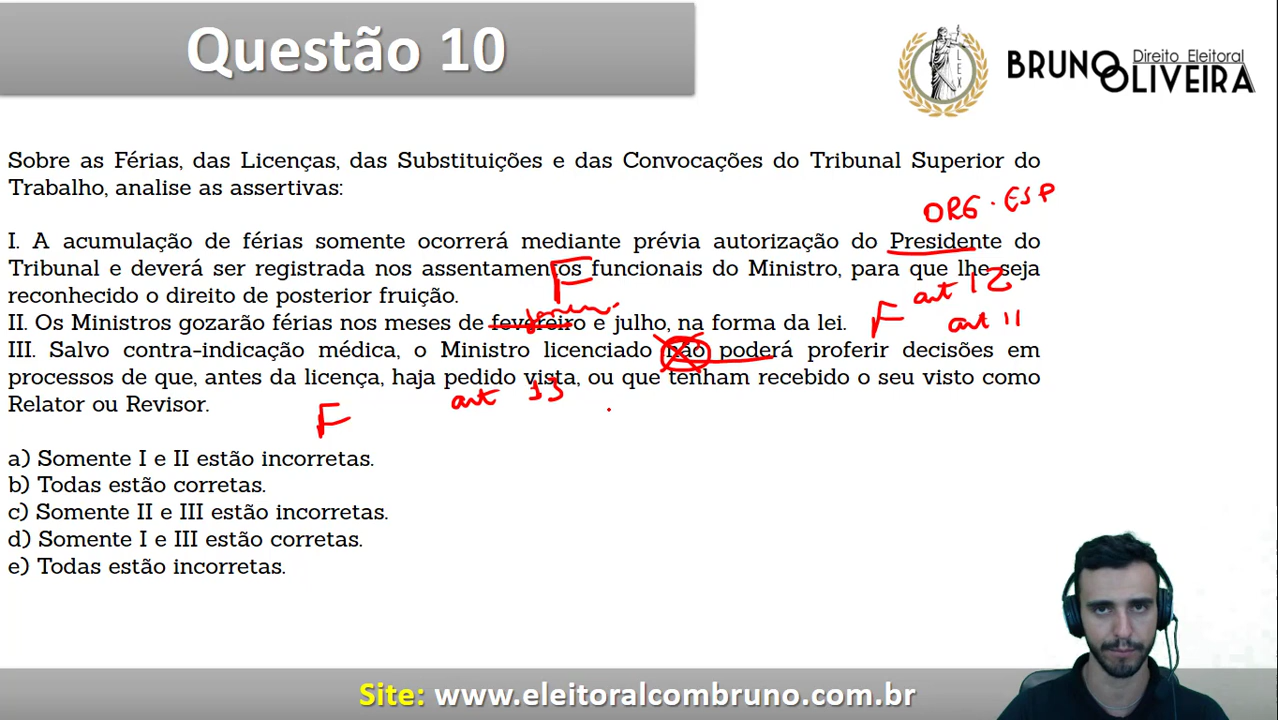 Questão 10
Direito Eleitoral
BRUNO
OLIVEIRA
LEX
Sobre as Férias, das Licenças, das Substituições e das Convocações do Tribunal Superior do
Trabalho, analise as assertivas:
ORG. ESP
I. A acumulação de férias somente ocorrerá mediante prévia autorização do Presidente do
Tribunal e deverá ser registrada nos assentamentos funcionais do Ministro, para que lhe seja
reconhecido o direito de posterior fruição.
F
art 12
II. Os Ministros gozarão férias nos meses de fevereiro e julho, na forma da lei.
F
art 11
III. Salvo contra-indicação médica, o Ministro licenciado não poderá proferir decisões em
processos de que, antes da licença, haja pedido vista, ou que tenham recebido o seu visto como
Relator ou Revisor.
F
art 13
a) Somente I e II estão incorretas.
b) Todas estão corretas.
c) Somente II e III estão incorretas.
d) Somente I e III estão corretas.
e) Todas estão incorretas.
Site: www.eleitoralcombruno.com.br